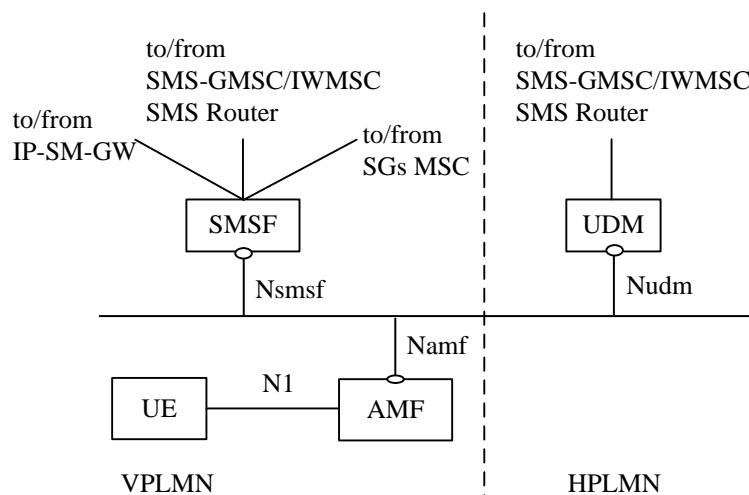 to/from
SMS-GMSC/IWMSC
SMS Router
to/from
SMS-GMSC/IWMSC
SMS Router
to/from
IP-SM-GW
to/from
SGs MSC
SMSF
UDM
Nsmsf
Nudm
Namf
N1
UE
AMF
VPLMN
HPLMN